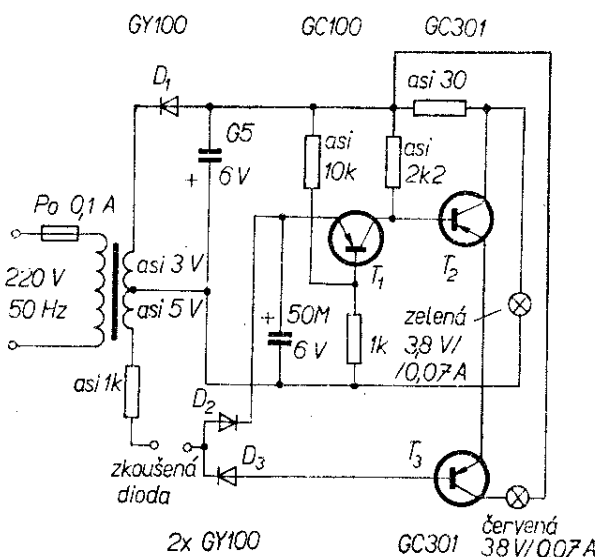 GY100 GC100 GC301
D1
asi 30
G5
+ 6V
asi
10k
asi
2k2
Po 0,1 A
220 V
50 Hz
asi 3 V
asi 5 V
T1
T2
+ 50M
6 V
1k
zelená
3,8 V/
/0,07 A
asi 1k
D2
D3
T3
zkoušená
dioda
2x GY100
GC301
červená
3,8V/0,07 A